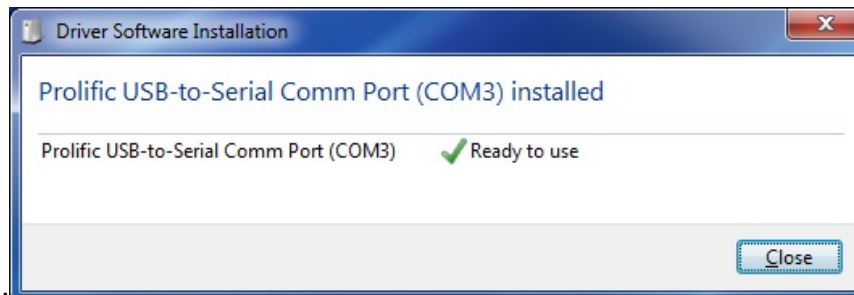 Driver Software Installation
Prolific USB-to-Serial Comm Port (COM3) installed
Prolific USB-to-Serial Comm Port (COM3) Ready to use
Close
.